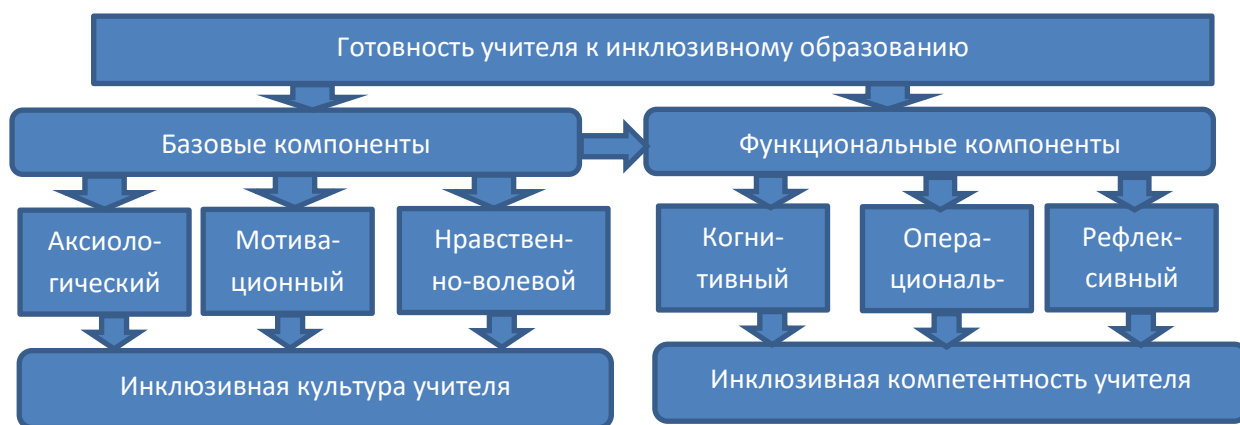 Готовность учителя к инклюзивному образованию
Базовые компоненты
Функциональные компоненты
Аксиоло-
гический
Мотива-
ционный
Нравствен-
но-волевой
Когни-
тивный
Опера-
циональ-
Рефлек-
сивный
Инклюзивная культура учителя
Инклюзивная компетентность учителя